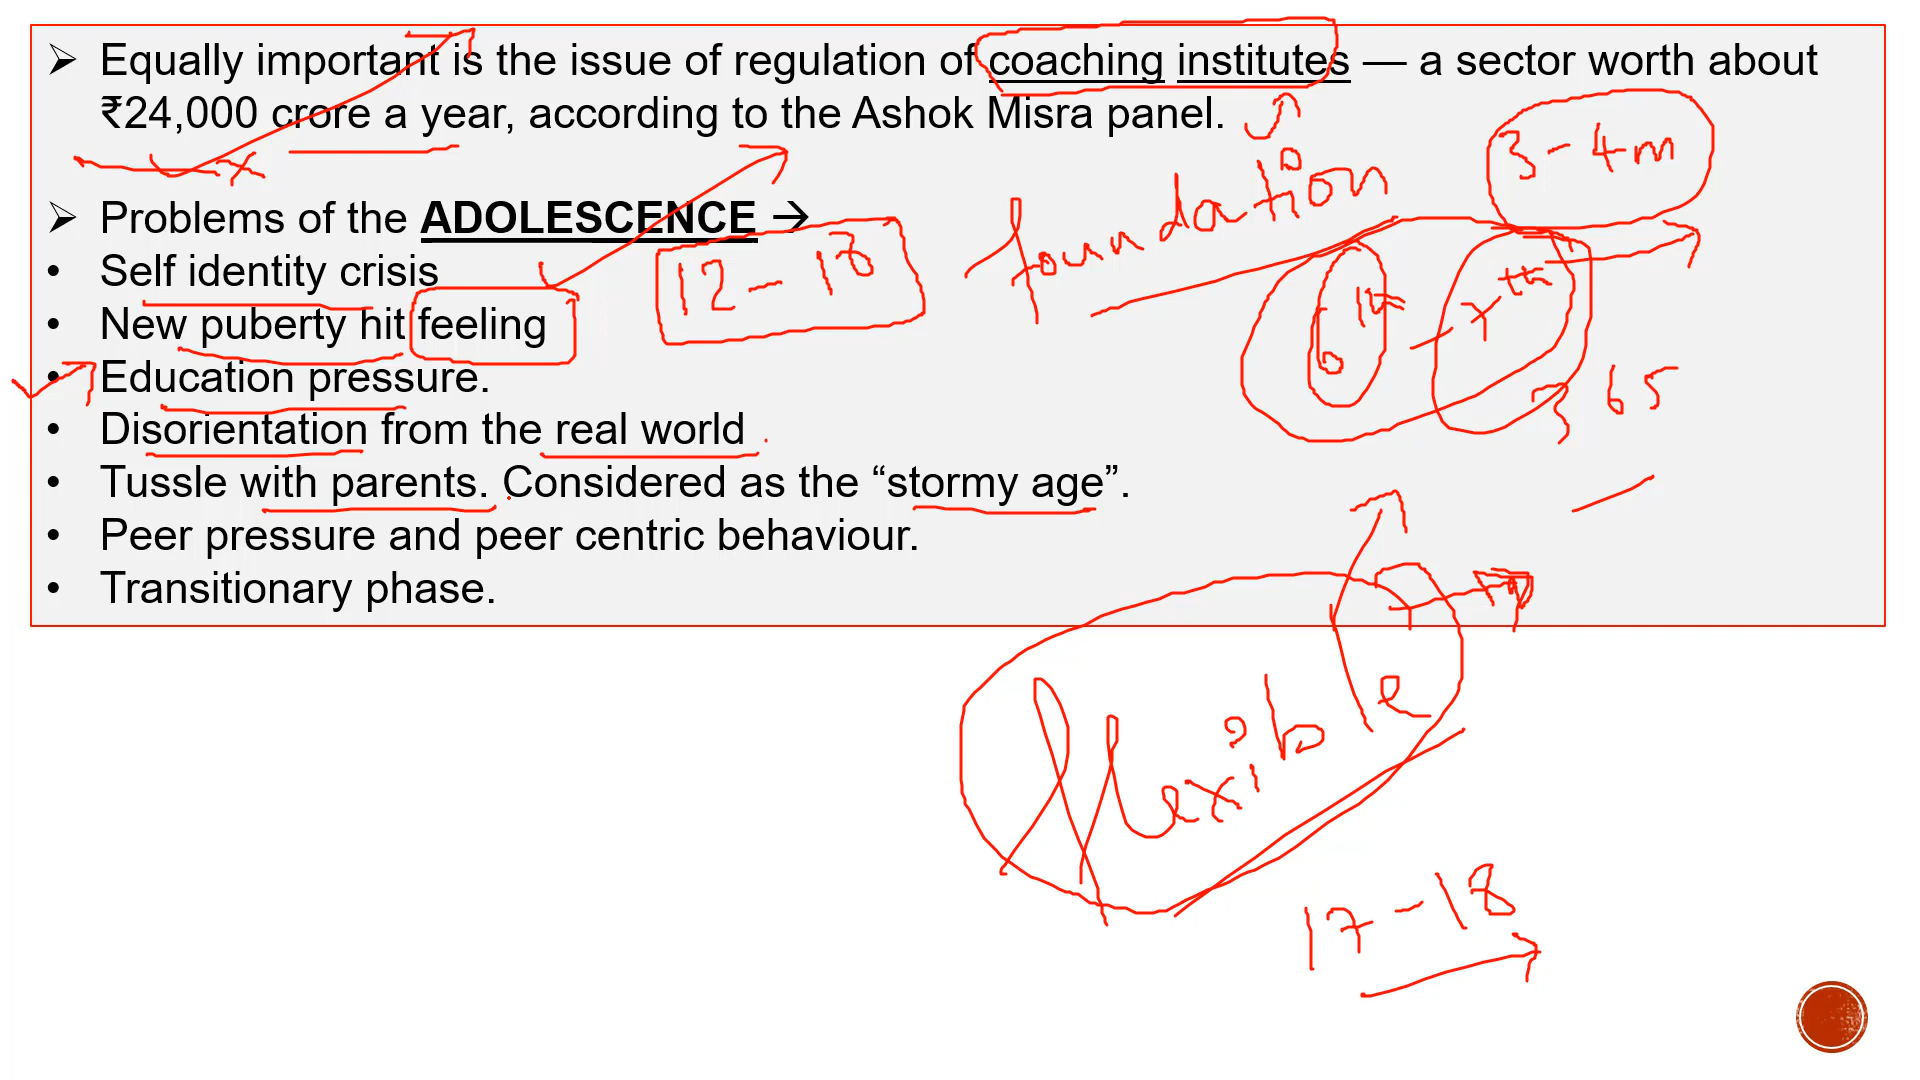 ➢ Equally important is the issue of regulation of coaching institutes — a sector worth about
₹24,000 crore a year, according to the Ashok Misra panel.
3 - 4 m
foundation
➢ Problems of the ADOLESCENCE →
12 - 18
• Self identity crisis
• New puberty hit feeling
• Education pressure.
365
• Disorientation from the real world
• Tussle with parents. Considered as the “stormy age”.
• Peer pressure and peer centric behaviour.
• Transitionary phase.
flexible
17 - 18